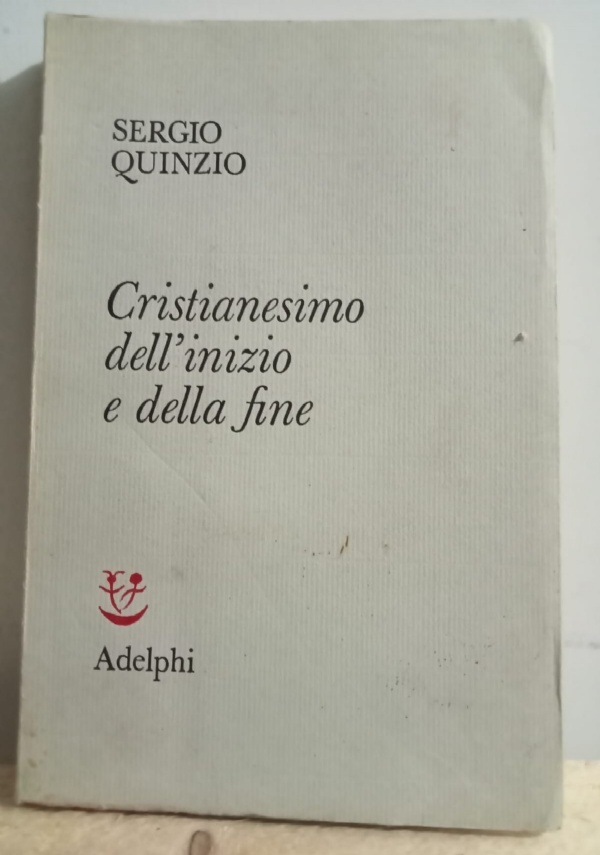 SERGIO
QUINZIO
Cristianesimo
dell'inizio
e della fine
Adelphi